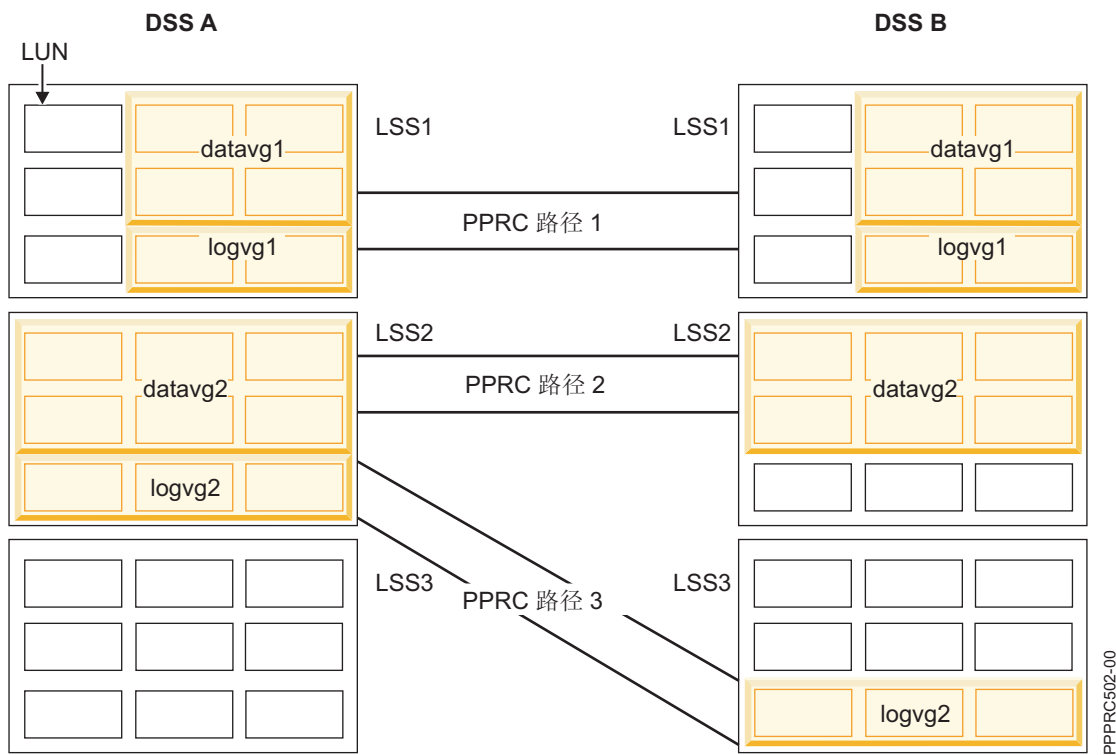 DSS A
DSS B
LUN
LSS1
LSS1
datavg1
datavg1
PPRC 路径 1
logvg1
logvg1
LSS2
LSS2
PPRC 路径 2
datavg2
datavg2
logvg2
LSS3
LSS3
PPRC 路径 3
logvg2
PPPRC502-00